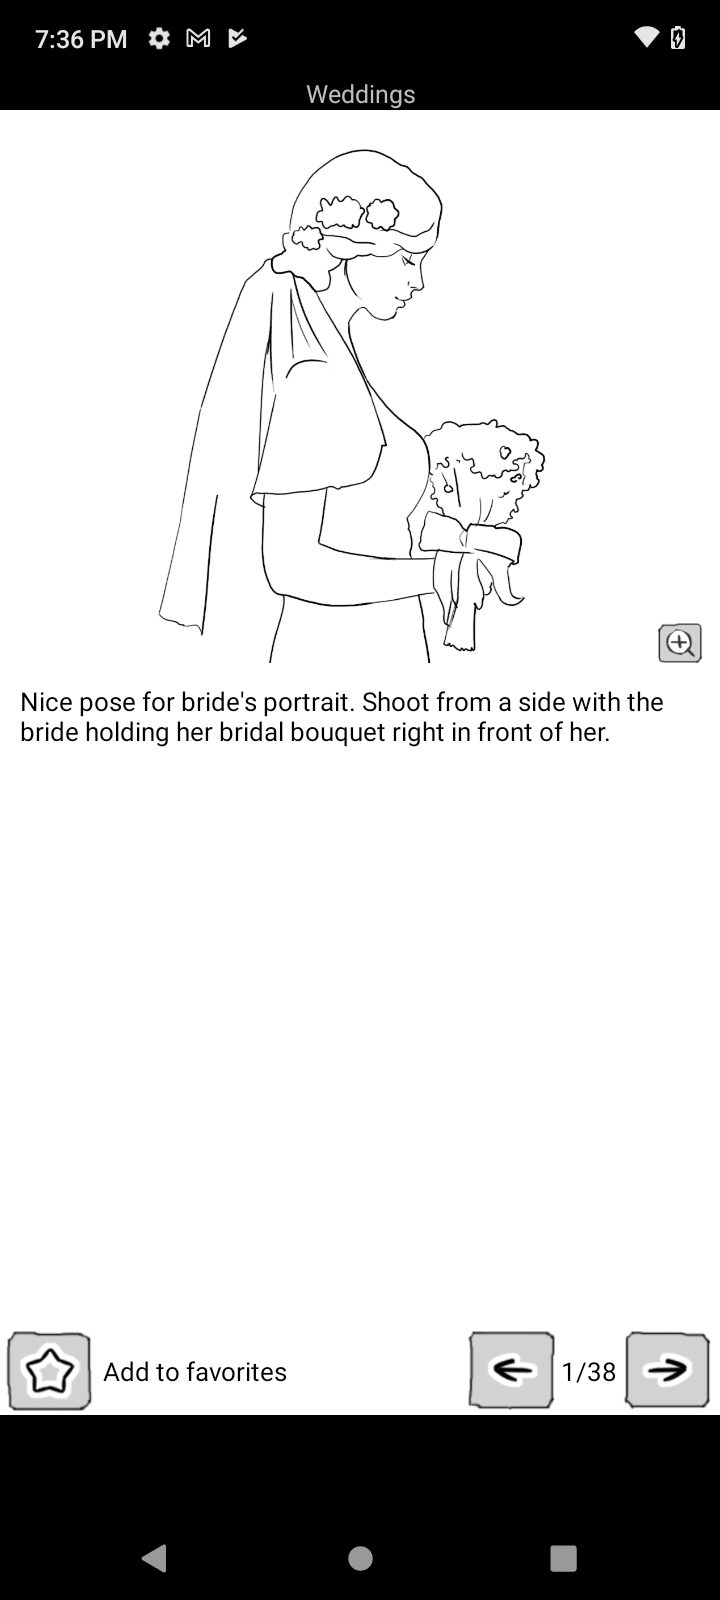 7:36 PM
Weddings
Nice pose for bride's portrait. Shoot from a side with the
bride holding her bridal bouquet right in front of her.
Add to favorites
1/38